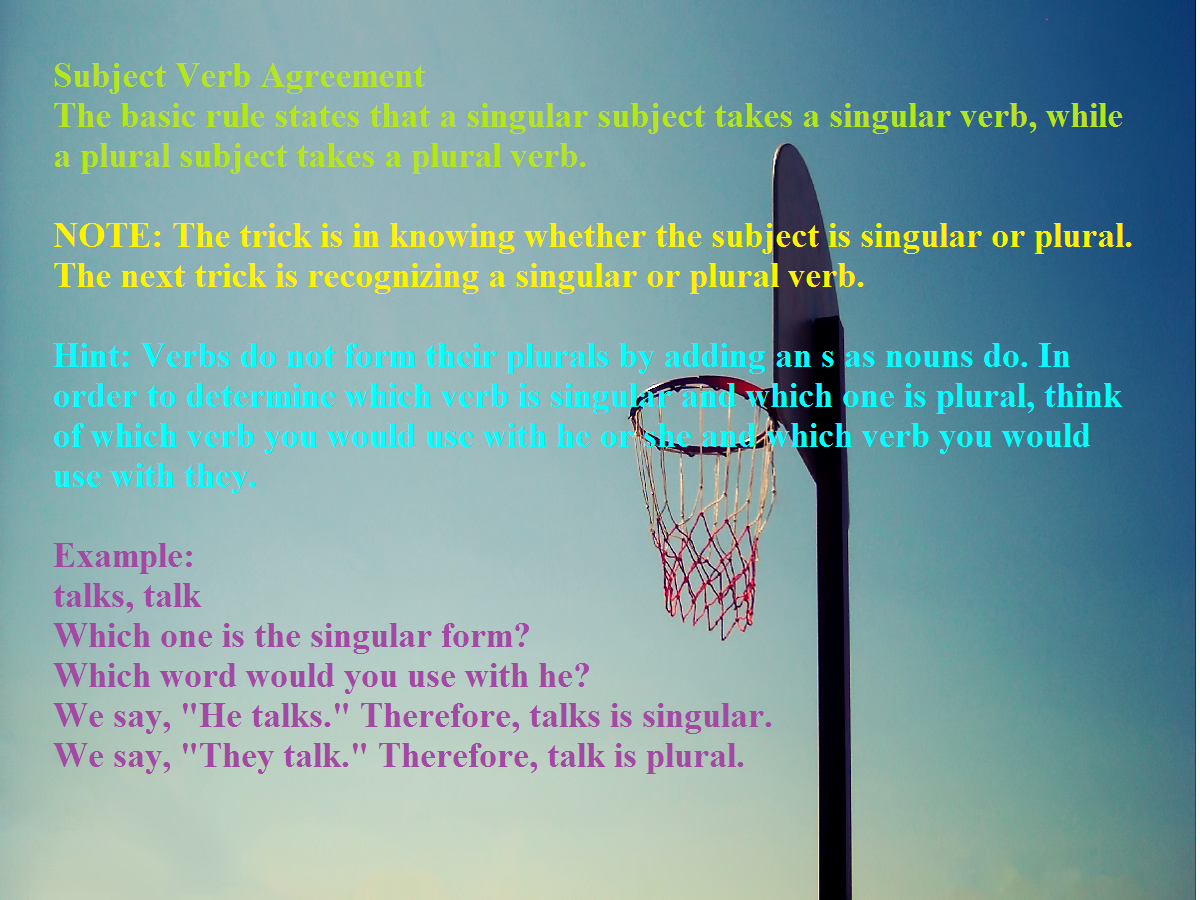 Subject Verb Agreement
The basic rule states that a singular subject takes a singular verb, while
a plural subject takes a plural verb.
NOTE: The trick is in knowing whether the subject is singular or plural.
The next trick is recognizing a singular or plural verb.
Hint: Verbs do not form their plurals by adding an s as nouns do. In
order to determine which verb is singular and which one is plural, think
of which verb you would use with he or she and which verb you would
use with they.
Example:
talks, talk
Which one is the singular form?
Which word would you use with he?
We say, "He talks." Therefore, talks is singular.
We say, "They talk." Therefore, talk is plural.